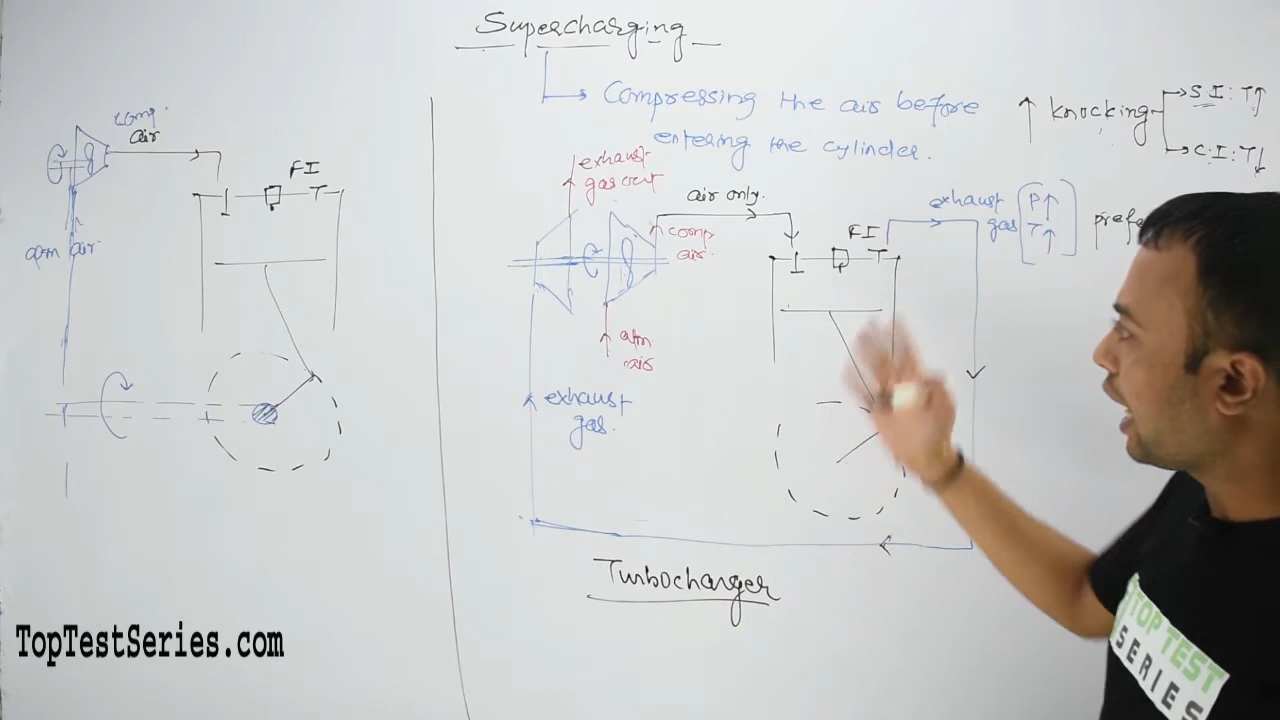 Supercharging
Compressing the air before
entering the cylinder.
↑ knocking
S.I: T↑
C.I: T↓
comp
air
FI
atm air
exhaust
gas out
air only.
comp
air.
atm
air
FI
exhaust
gas
P↑
T↑
exhaust
gas.
Turbocharger
TopTestSeries.com
TOP TEST
SERIES